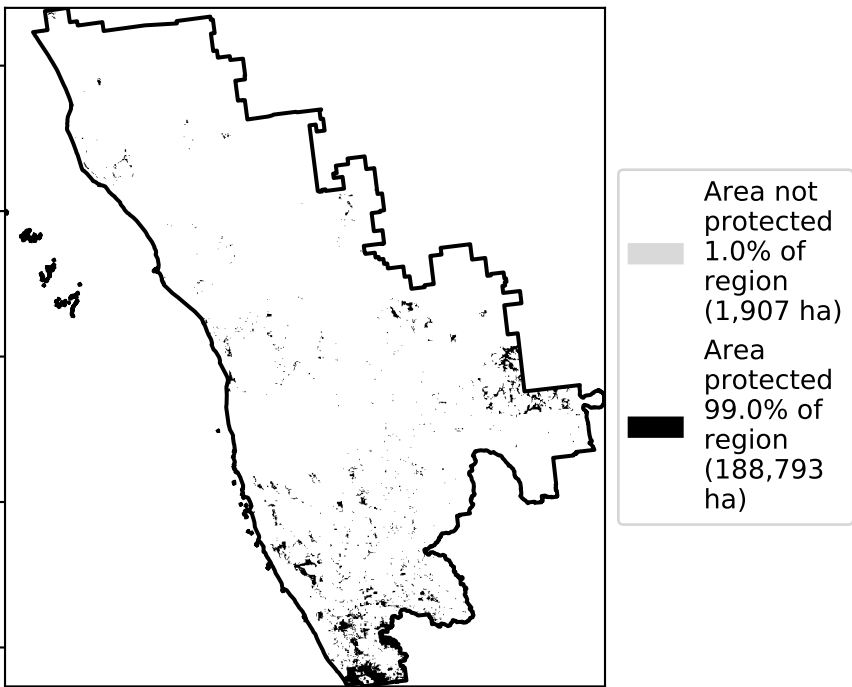 Area not
protected
1.0% of
region
(1,907 ha)
Area
protected
99.0% of
region
(188,793
ha)